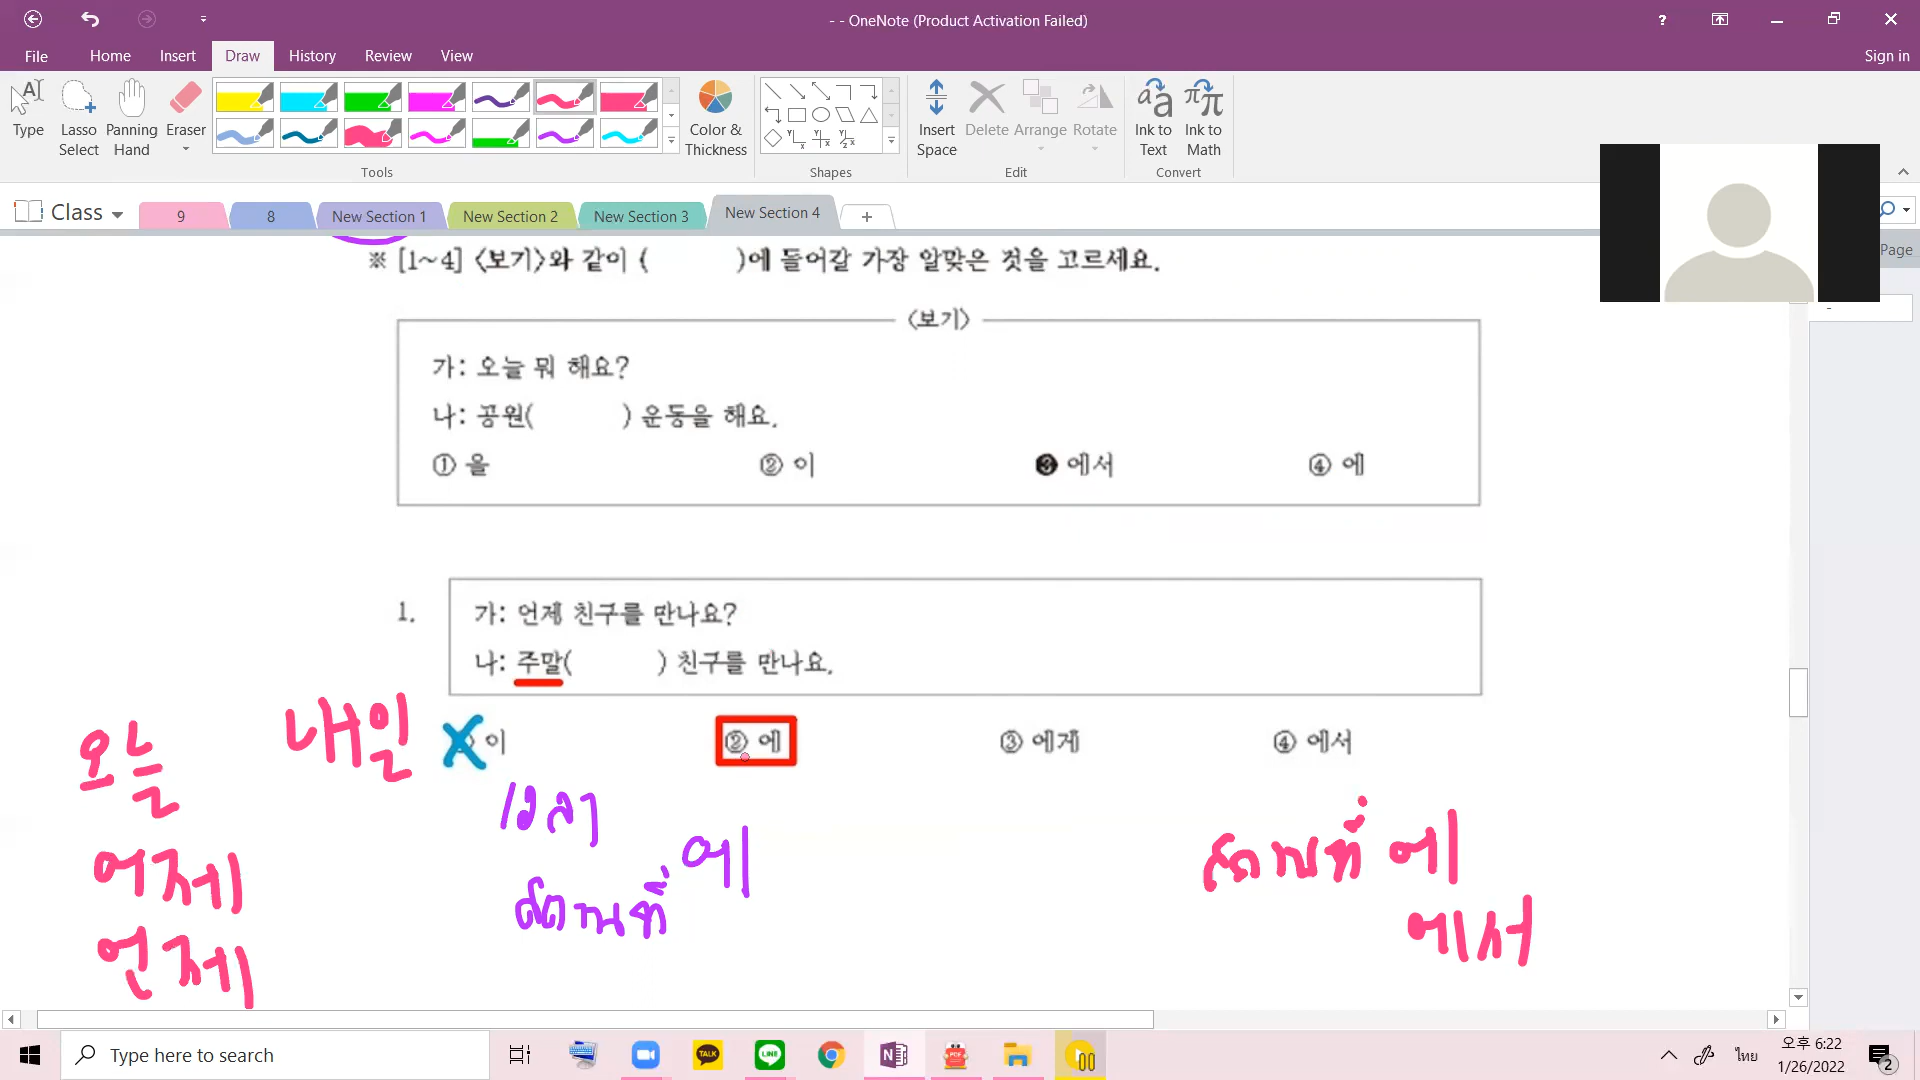 - - OneNote (Product Activation Failed)
?
File Home Insert Draw History Review View
Sign in
Type
Lasso Select
Panning Hand
Eraser
Color & Thickness
Insert Space
Delete
Arrange
Rotate
Ink to Text
Ink to Math
Tools
Shapes
Edit
Convert
Class
9
8
New Section 1
New Section 2
New Section 3
New Section 4
+
Page
※ [1~4] 〈보기〉와 같이 ( )에 들어갈 가장 알맞은 것을 고르세요.
〈보기〉
가: 오늘 뭐 해요?
나: 공원( ) 운동을 해요.
① 을 ② 이 ❸ 에서 ④ 에
1. 가: 언제 친구를 만나요?
나: 주말( ) 친구를 만나요.
이 ② 에 ③ 에게 ④ 에서
오늘 내일
어제
언제
เวลา
สถานที่ 에
สถานที่ 에
에서
Type here to search
TALK
LINE
N
PDF
ไทย
오후 6:22
1/26/2022
2